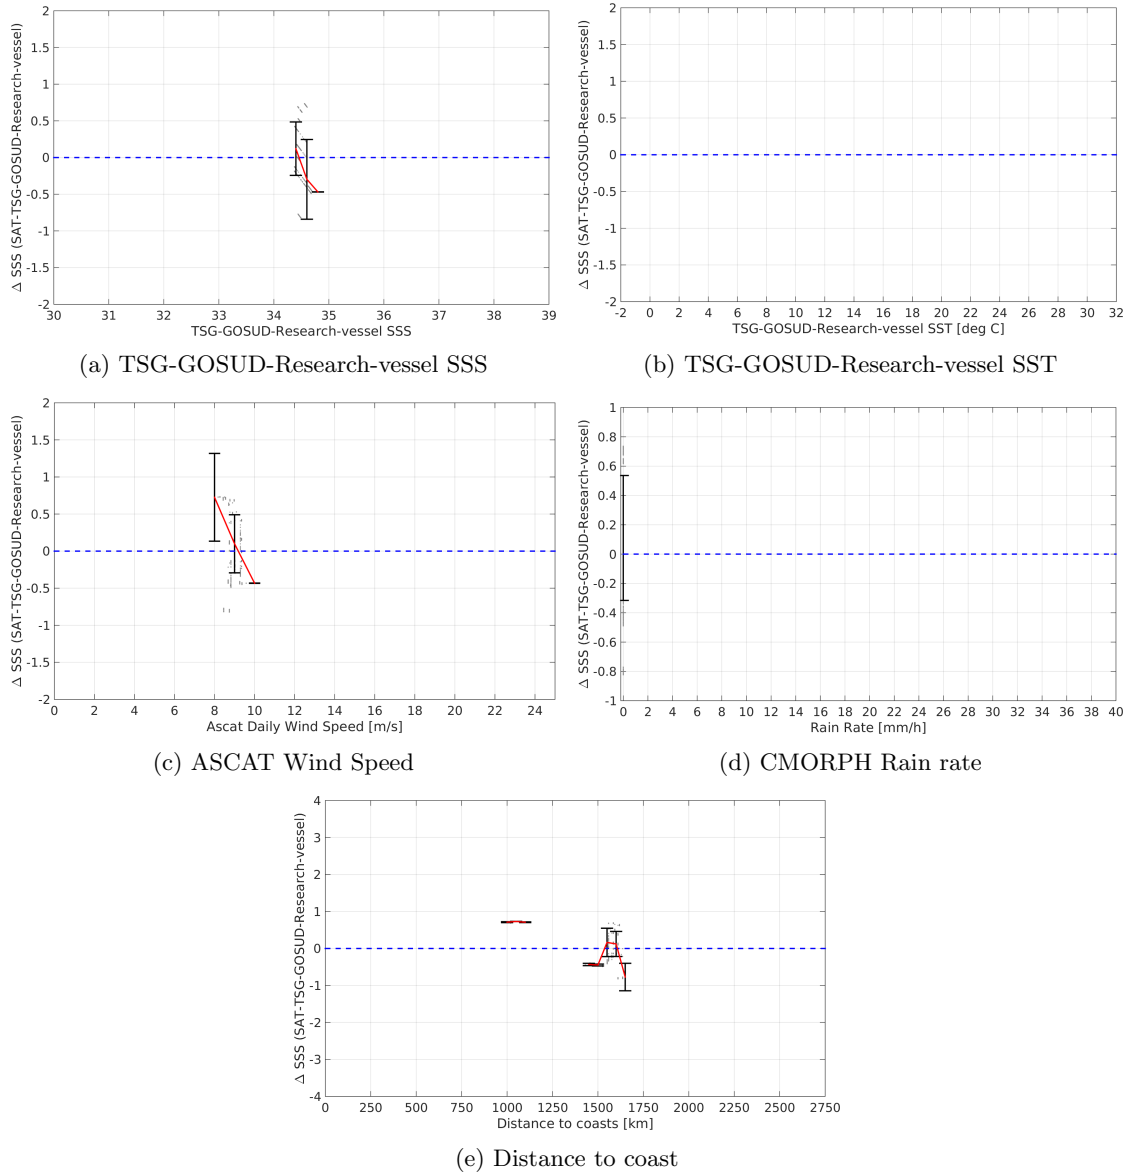 2
1.5
1
0.5
0
-0.5
-1
-1.5
-2
Δ SSS (SAT-TSG-GOSUD-Research-vessel)
30 31 32 33 34 35 36 37 38 39
TSG-GOSUD-Research-vessel SSS
(a) TSG-GOSUD-Research-vessel SSS
2
1.5
1
0.5
0
-0.5
-1
-1.5
-2
Δ SSS (SAT-TSG-GOSUD-Research-vessel)
-2 0 2 4 6 8 10 12 14 16 18 20 22 24 26 28 30 32
TSG-GOSUD-Research-vessel SST [deg C]
(b) TSG-GOSUD-Research-vessel SST
2
1.5
1
0.5
0
-0.5
-1
-1.5
-2
Δ SSS (SAT-TSG-GOSUD-Research-vessel)
0 2 4 6 8 10 12 14 16 18 20 22 24
Ascat Daily Wind Speed [m/s]
(c) ASCAT Wind Speed
1
0.8
0.6
0.4
0.2
0
-0.2
-0.4
-0.6
-0.8
-1
Δ SSS (SAT-TSG-GOSUD-Research-vessel)
0 2 4 6 8 10 12 14 16 18 20 22 24 26 28 30 32 34 36 38 40
Rain Rate [mm/h]
(d) CMORPH Rain rate
4
3
2
1
0
-1
-2
-3
-4
Δ SSS (SAT-TSG-GOSUD-Research-vessel)
0 250 500 750 1000 1250 1500 1750 2000 2250 2500 2750
Distance to coasts [km]
(e) Distance to coast